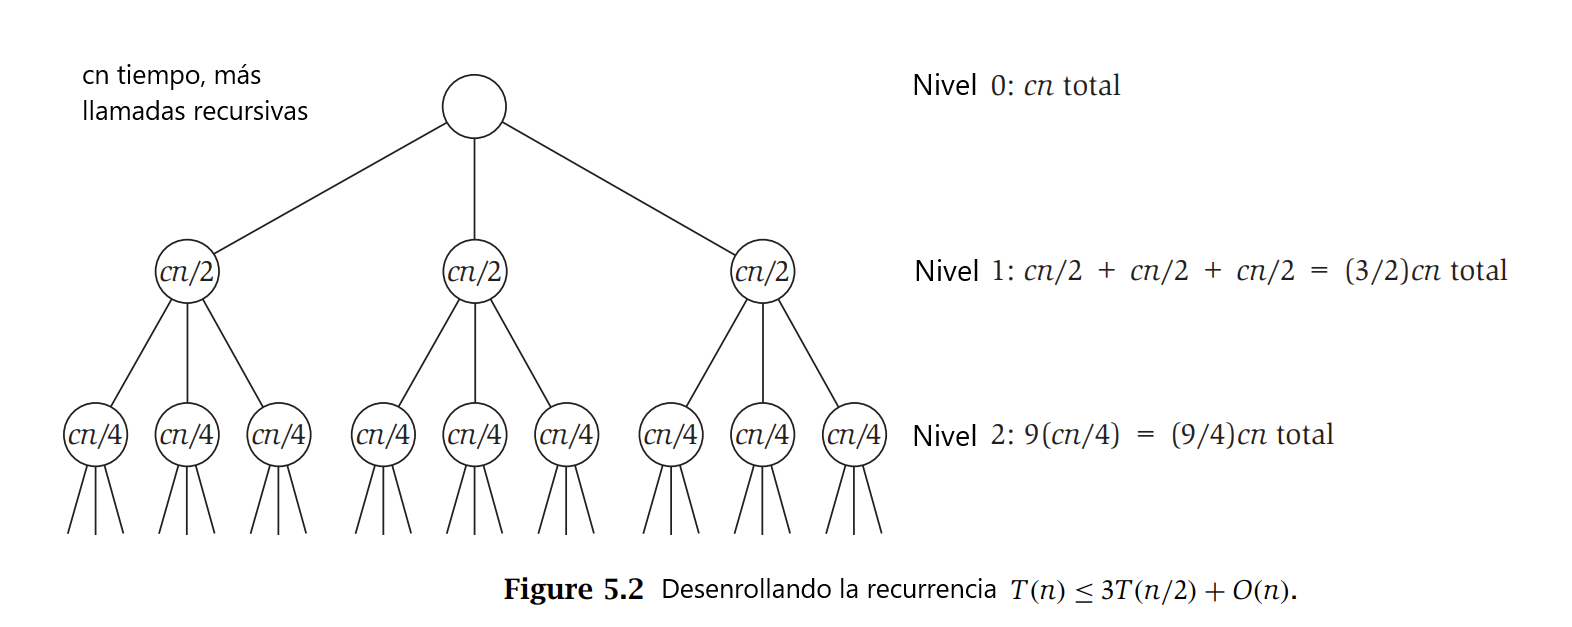 cn tiempo, más
llamadas recursivas
Nivel 0: cn total
cn/2 cn/2 cn/2
Nivel 1: cn/2 + cn/2 + cn/2 = (3/2)cn total
cn/4 cn/4 cn/4 cn/4 cn/4 cn/4 cn/4 cn/4 cn/4
Nivel 2: 9(cn/4) = (9/4)cn total
Figure 5.2 Desenrollando la recurrencia T(n) ≤ 3T(n/2) + O(n).